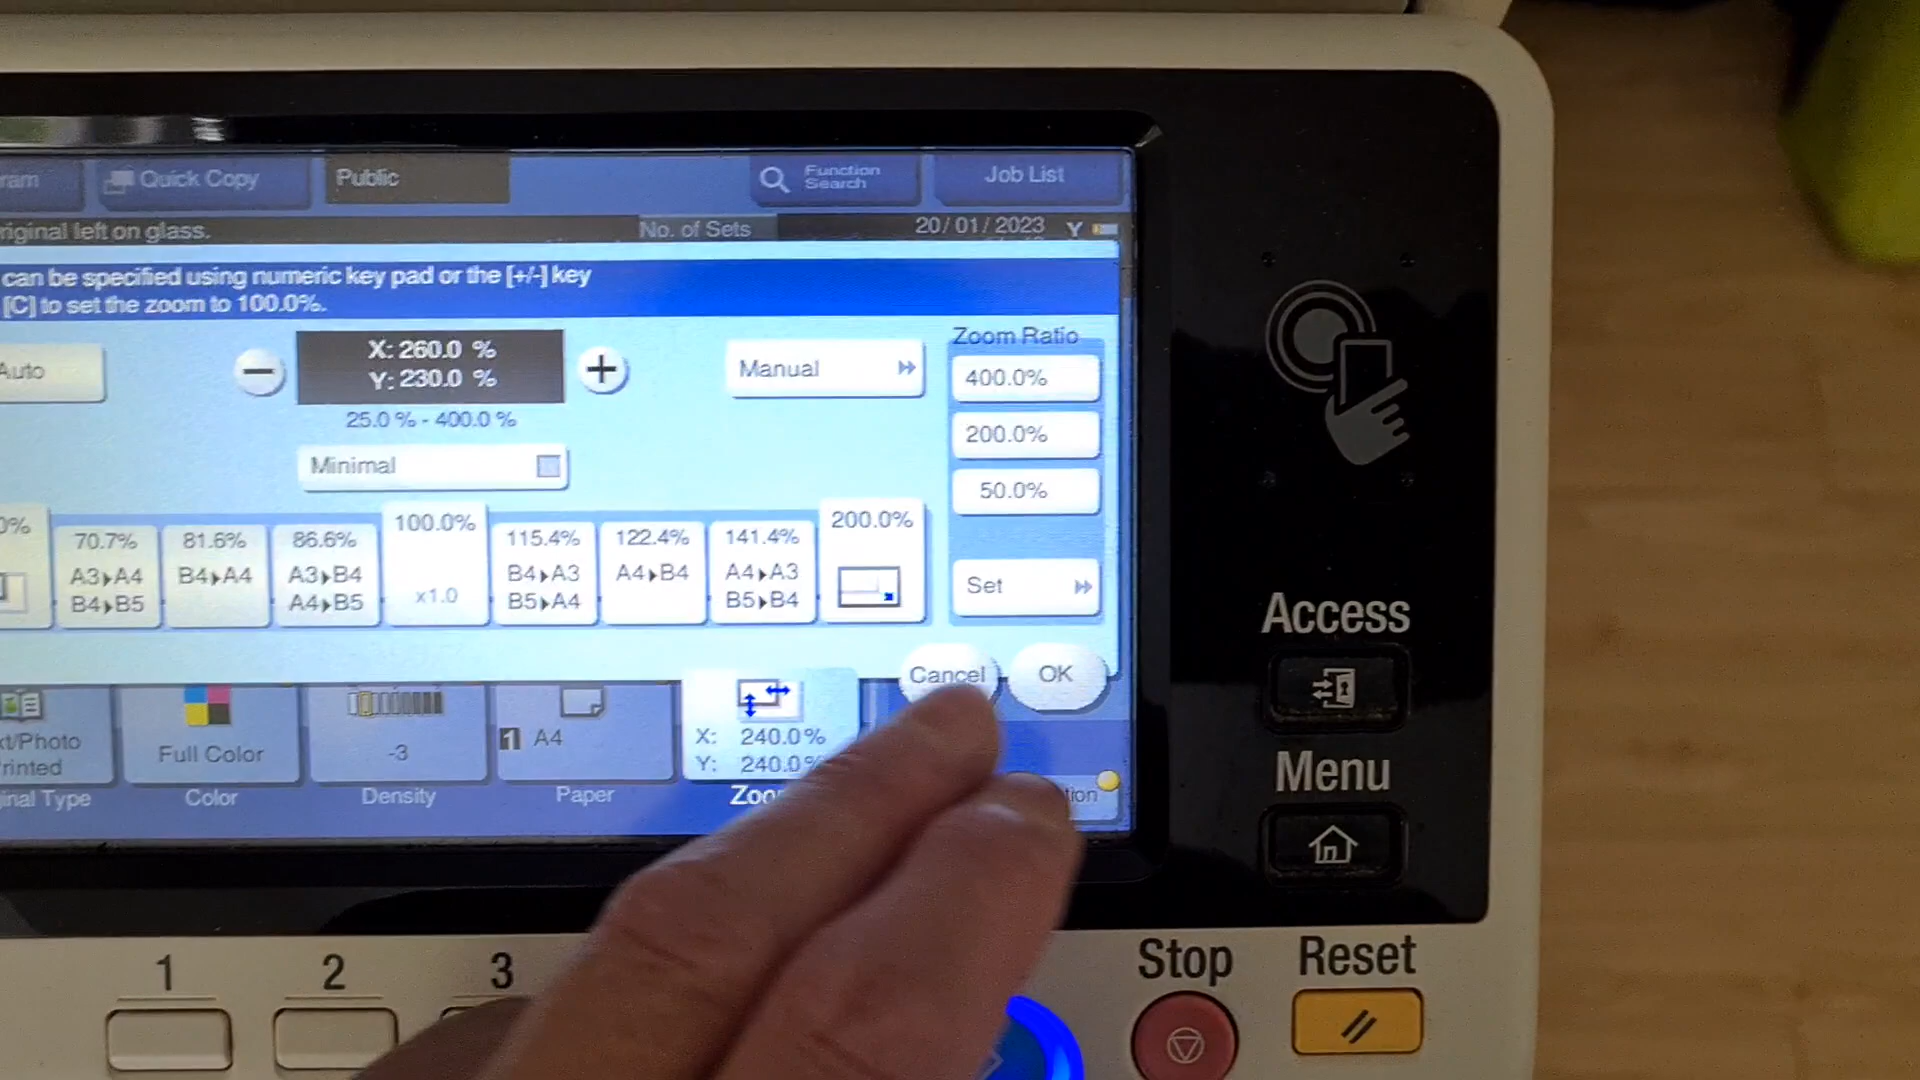 ram
Quick Copy
Public
Function
Search
Job List
riginal left on glass.
No. of Sets
20/01/2023
Y
can be specified using numeric key pad or the [+/-] key
[C] to set the zoom to 100.0%.
Auto
−
X: 260.0 %
Y: 230.0 %
+
25.0 % - 400.0 %
Manual
Zoom Ratio
400.0%
200.0%
50.0%
Minimal
0%
70.7%
A3▸A4
B4▸B5
81.6%
B4▸A4
86.6%
A3▸B4
A4▸B5
100.0%
x1.0
115.4%
B4▸A3
B5▸A4
122.4%
A4▸B4
141.4%
A4▸A3
B5▸B4
200.0%
Set
Cancel
OK
xt/Photo
rinted
inal Type
Full Color
Color
-3
Density
1 A4
Paper
X: 240.0%
Y: 240.0%
Zoo
tion
Access
Menu
Stop
Reset
1
2
3